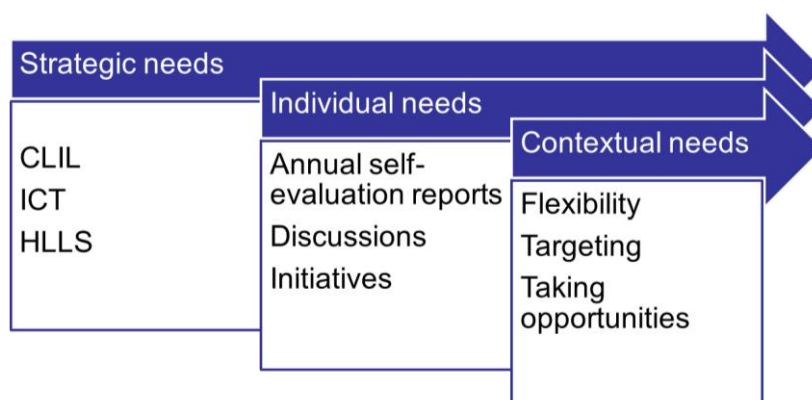 Strategic needs
CLIL
ICT
HLLS
Individual needs
Annual self-
evaluation reports
Discussions
Initiatives
Contextual needs
Flexibility
Targeting
Taking
opportunities